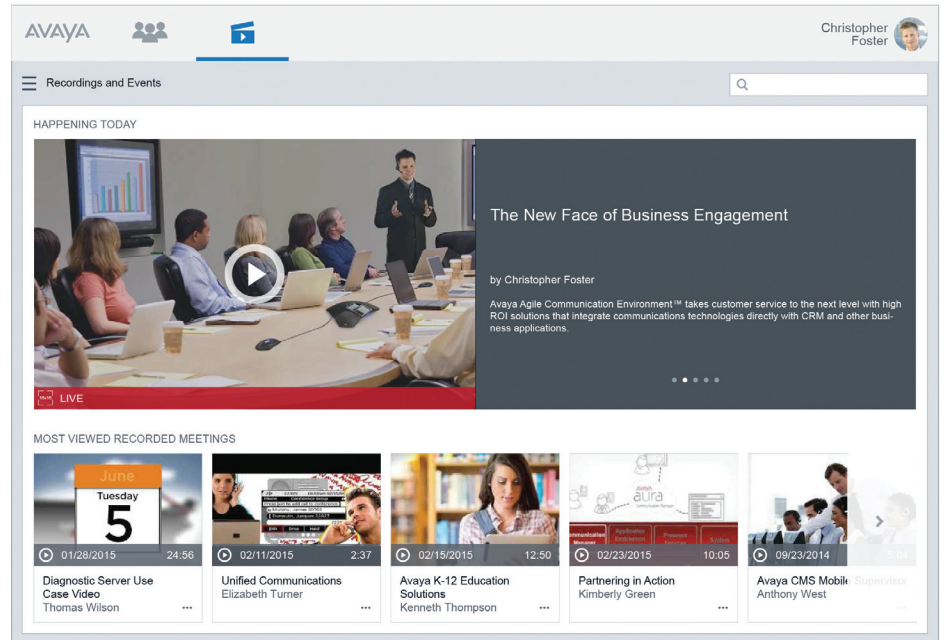 AVAYA
Christopher
Foster
Recordings and Events
HAPPENING TODAY
The New Face of Business Engagement
by Christopher Foster
Avaya Agile Communication Environment™ takes customer service to the next level with high
ROI solutions that integrate communications technologies directly with CRM and other busi-
ness applications.
LIVE
MOST VIEWED RECORDED MEETINGS
June
Tuesday
5
01/28/2015 24:56
Diagnostic Server Use
Case Video
Thomas Wilson
02/11/2015 2:37
Unified Communications
Elizabeth Turner
02/15/2015 12:50
Avaya K-12 Education
Solutions
Kenneth Thompson
AVAYA
aura
02/23/2015 10:05
Partnering in Action
Kimberly Green
09/23/2014 5:04
Avaya CMS Mobile Supervisor
Anthony West